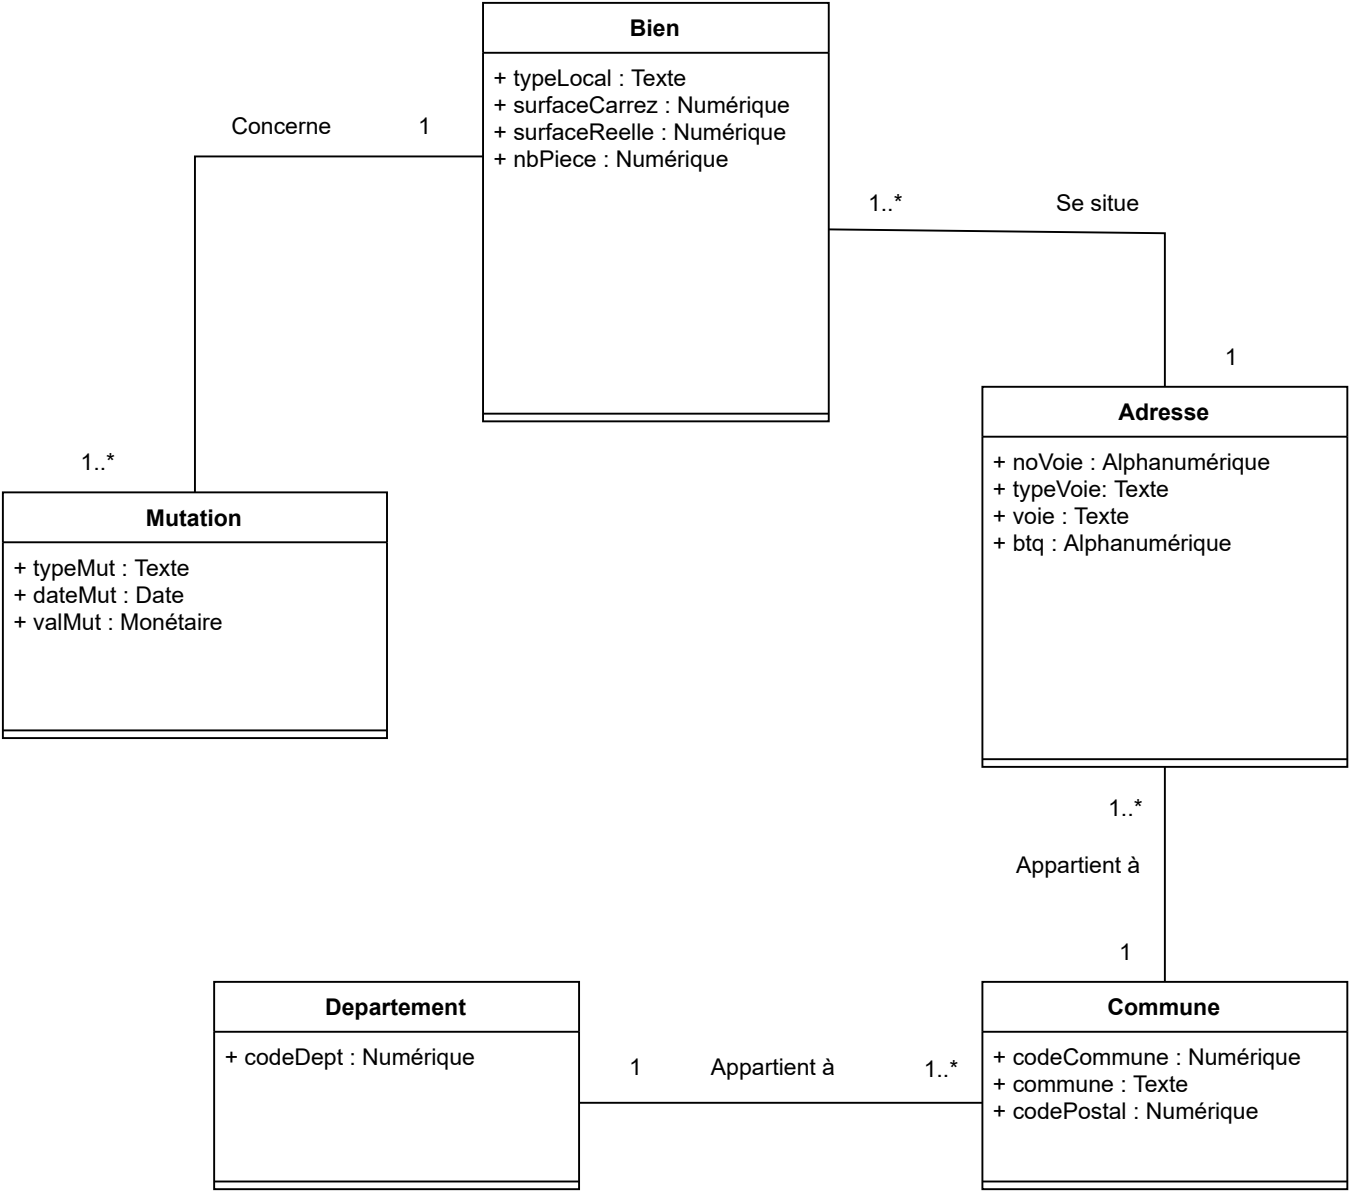 Bien
+ typeLocal : Texte
+ surfaceCarrez : Numérique
+ surfaceReelle : Numérique
+ nbPiece : Numérique
Concerne
1
1..*
Se situe
1
1..*
Mutation
+ typeMut : Texte
+ dateMut : Date
+ valMut : Monétaire
Adresse
+ noVoie : Alphanumérique
+ typeVoie: Texte
+ voie : Texte
+ btq : Alphanumérique
1..*
Appartient à
1
Departement
+ codeDept : Numérique
1
Appartient à
1..*
Commune
+ codeCommune : Numérique
+ commune : Texte
+ codePostal : Numérique